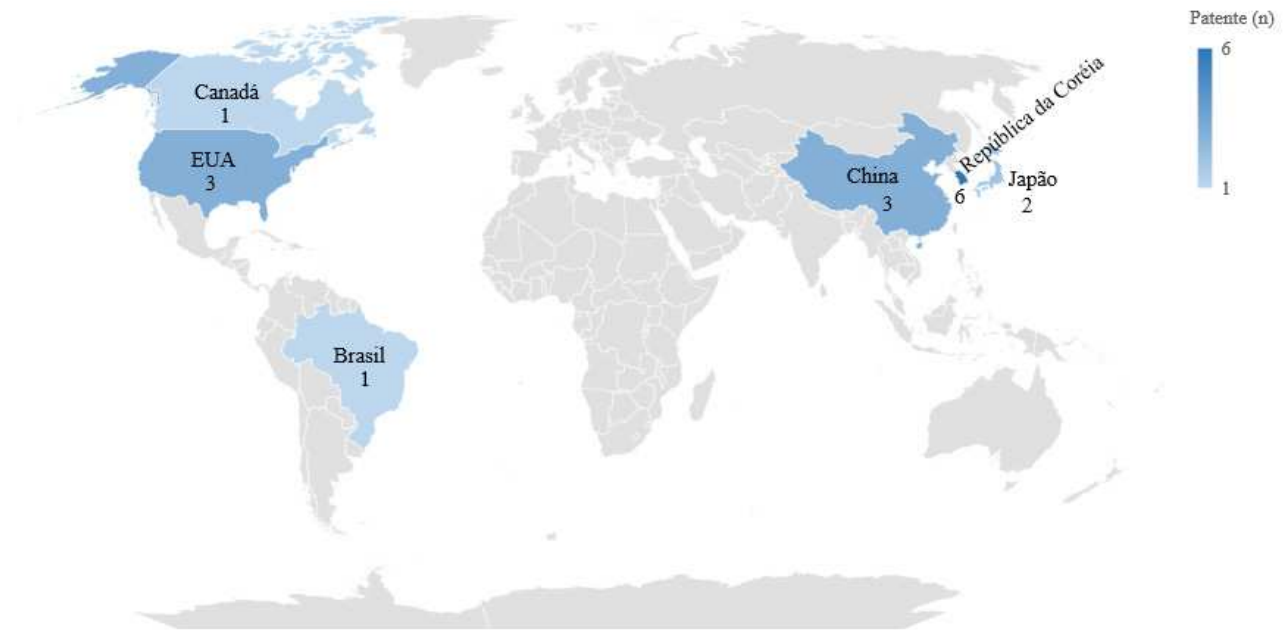 Patente (n)
6
1
Canadá
1
EUA
3
Brasil
1
China
3
República da Coréia
6
Japão
2